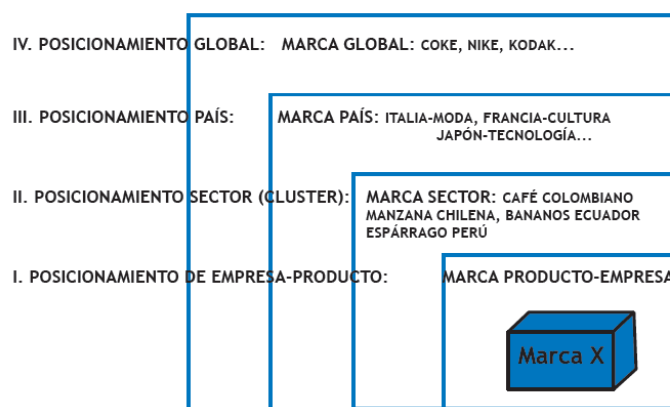 IV. POSICIONAMIENTO GLOBAL: MARCA GLOBAL: COKE, NIKE, KODAK...
III. POSICIONAMIENTO PAÍS: MARCA PAÍS: ITALIA-MODA, FRANCIA-CULTURA
JAPÓN-TECNOLOGÍA...
II. POSICIONAMIENTO SECTOR (CLUSTER): MARCA SECTOR: CAFÉ COLOMBIANO
MANZANA CHILENA, BANANOS ECUADOR
ESPÁRRAGO PERÚ
I. POSICIONAMIENTO DE EMPRESA-PRODUCTO: MARCA PRODUCTO-EMPRESA
Marca X